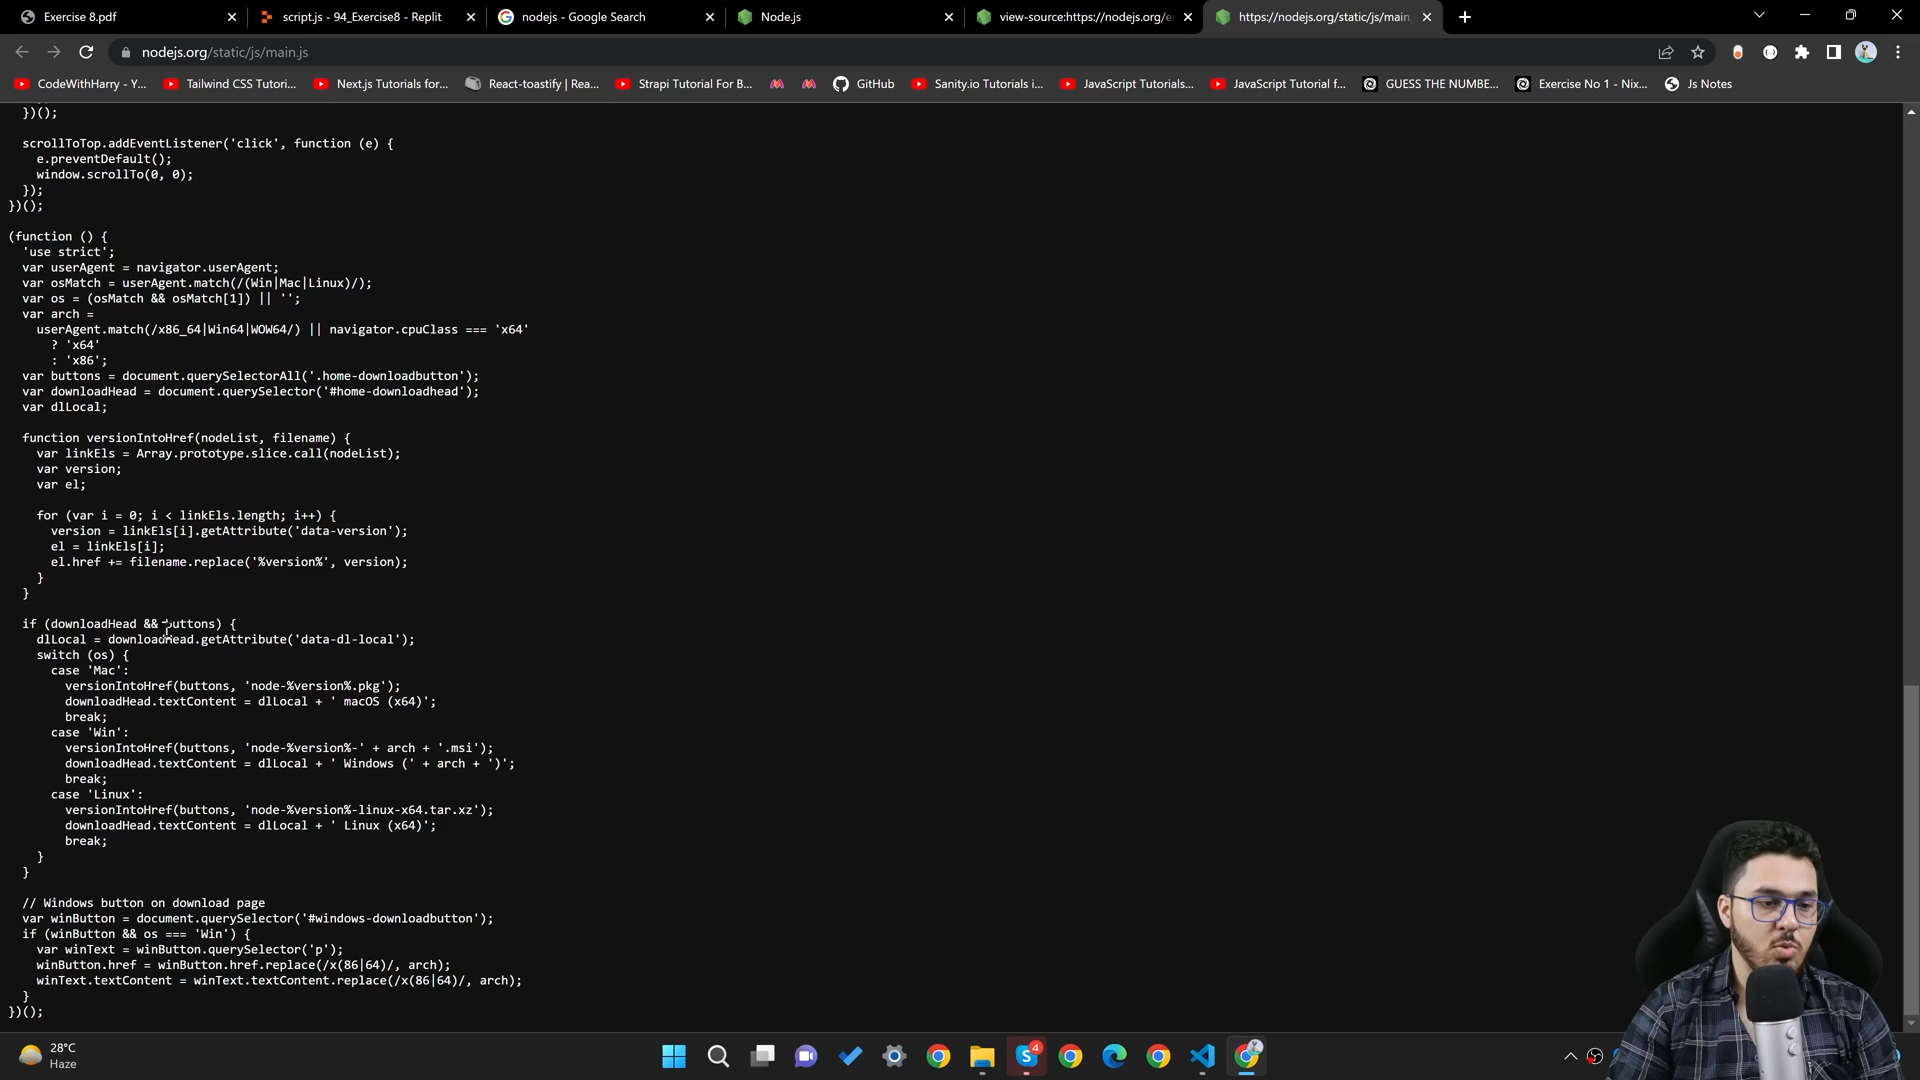 Exercise 8.pdf
script.js - 94_Exercise8 - Replit
nodejs - Google Search
Node.js
view-source:https://nodejs.org/e
https://nodejs.org/static/js/main.
nodejs.org/static/js/main.js
CodeWithHarry - Y...
Tailwind CSS Tutori...
Next.js Tutorials for...
React-toastify | Rea...
Strapi Tutorial For B...
GitHub
Sanity.io Tutorials i...
JavaScript Tutorials...
JavaScript Tutorial f...
GUESS THE NUMBE...
Exercise No 1 - Nix...
Js Notes
})();
scrollToTop.addEventListener('click', function (e) {
e.preventDefault();
window.scrollTo(0, 0);
});
})();
(function () {
'use strict';
var userAgent = navigator.userAgent;
var osMatch = userAgent.match(/(Win|Mac|Linux)/);
var os = (osMatch && osMatch[1]) || '';
var arch =
userAgent.match(/x86_64|Win64|WOW64/) || navigator.cpuClass === 'x64'
? 'x64'
: 'x86';
var buttons = document.querySelectorAll('.home-downloadbutton');
var downloadHead = document.querySelector('#home-downloadhead');
var dlLocal;
function versionIntoHref(nodeList, filename) {
var linkEls = Array.prototype.slice.call(nodeList);
var version;
var el;
for (var i = 0; i < linkEls.length; i++) {
version = linkEls[i].getAttribute('data-version');
el = linkEls[i];
el.href += filename.replace('%version%', version);
}
}
if (downloadHead && buttons) {
dlLocal = downloadHead.getAttribute('data-dl-local');
switch (os) {
case 'Mac':
versionIntoHref(buttons, 'node-%version%.pkg');
downloadHead.textContent = dlLocal + ' macOS (x64)';
break;
case 'Win':
versionIntoHref(buttons, 'node-%version%-' + arch + '.msi');
downloadHead.textContent = dlLocal + ' Windows (' + arch + ')';
break;
case 'Linux':
versionIntoHref(buttons, 'node-%version%-linux-x64.tar.xz');
downloadHead.textContent = dlLocal + ' Linux (x64)';
break;
}
}
// Windows button on download page
var winButton = document.querySelector('#windows-downloadbutton');
if (winButton && os === 'Win') {
var winText = winButton.querySelector('p');
winButton.href = winButton.href.replace(/x(86|64)/, arch);
winText.textContent = winText.textContent.replace(/x(86|64)/, arch);
}
})();
28°C
Haze
4